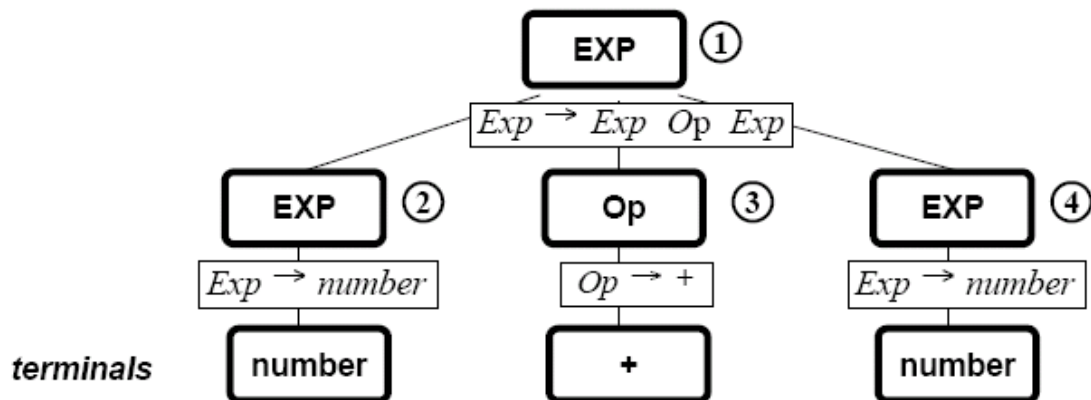 EXP ①
Exp → Exp Op Exp
EXP ② Op ③ EXP ④
Exp → number Op → + Exp → number
terminals number + number